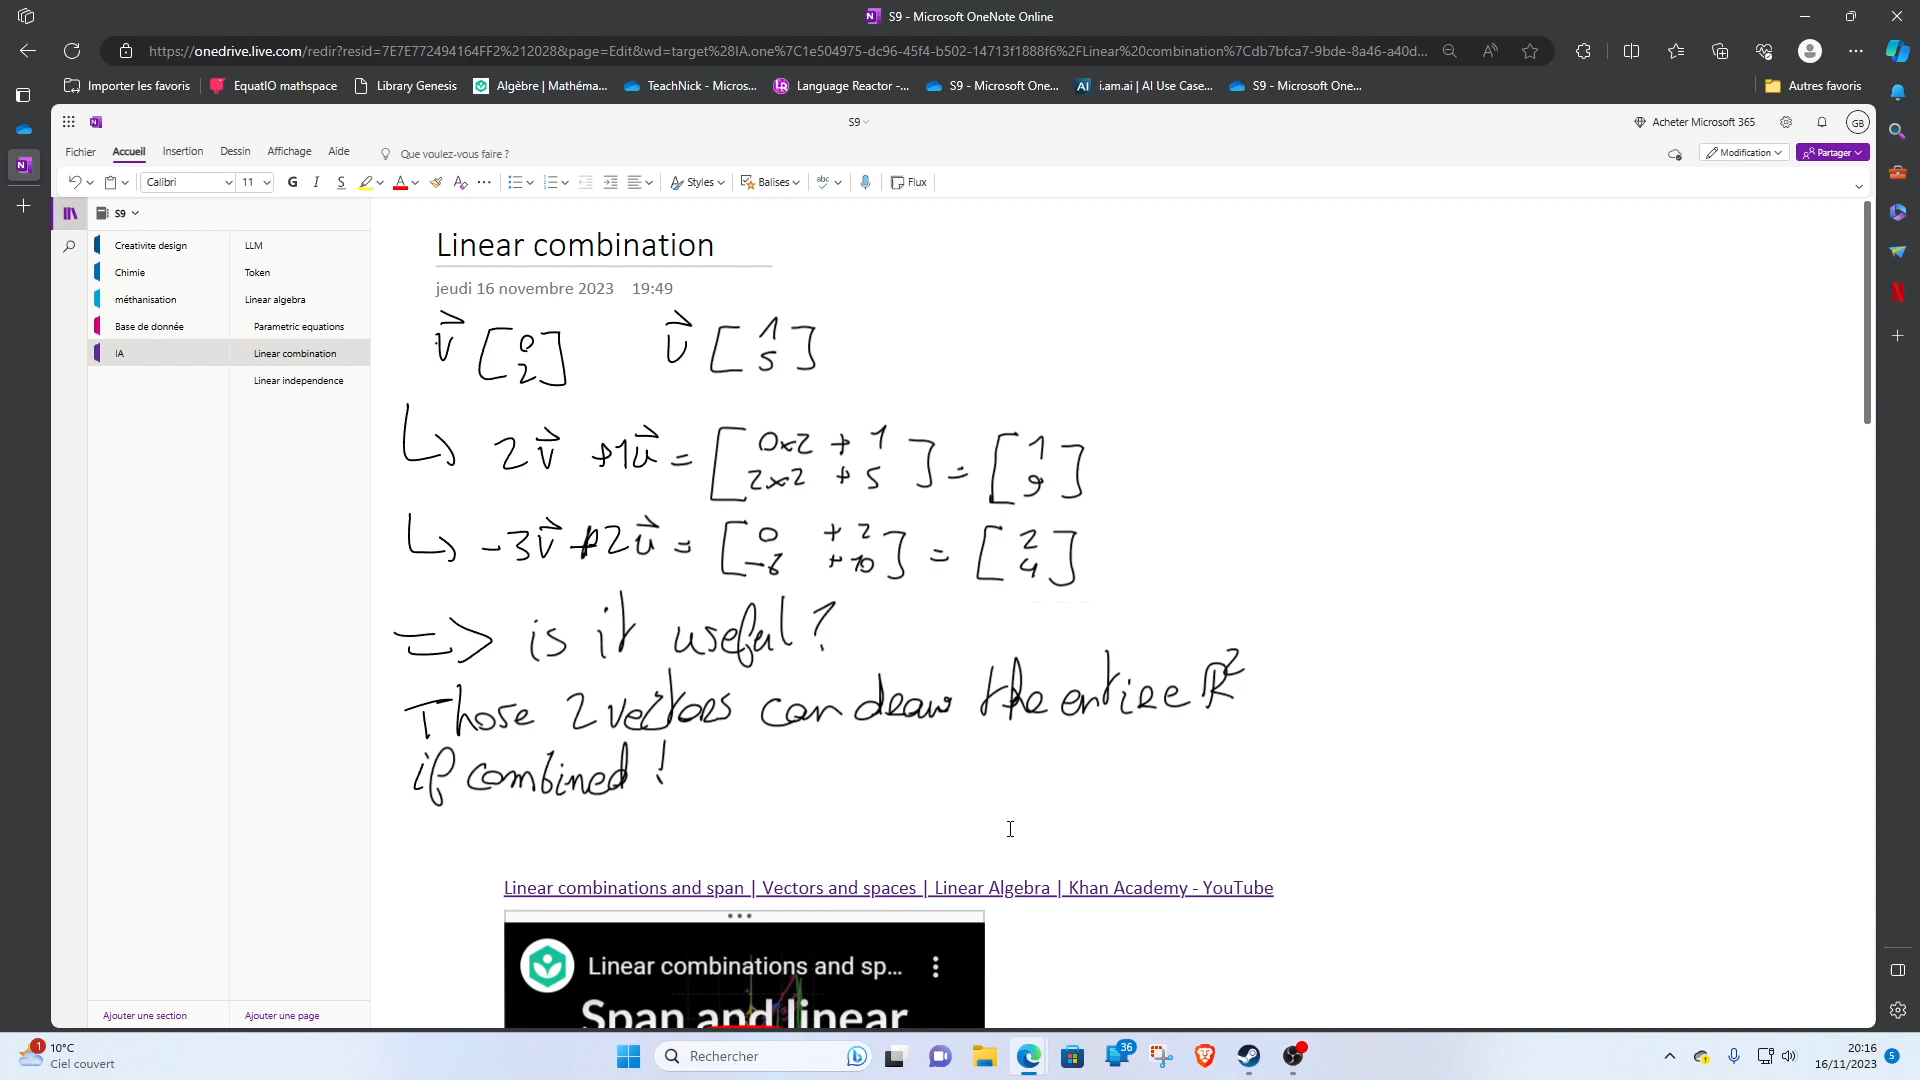 S9 - Microsoft OneNote Online
https://onedrive.live.com/redir?resid=7E7E772494164FF2%212028&page=Edit&wd=target%28IA.one%7C1e504975-dc96-45f4-b502-14713f1888f6%2FLinear%20combination%7Cdb7bfca7-9bde-8a46-a40d...
Importer les favoris EquatIO mathspace Library Genesis Algèbre | Mathéma... TeachNick - Micros... Language Reactor -... S9 - Microsoft One... AI i.am.ai | AI Use Case... S9 - Microsoft One... Autres favoris
S9 Acheter Microsoft 365 GB
Fichier Accueil Insertion Dessin Affichage Aide Que voulez-vous faire ? Modification Partager
Calibri 11 G I S A Styles Balises abc Flux
S9
Creativite design
Chimie
méthanisation
Base de donnée
IA
LLM
Token
Linear algebra
Parametric equations
Linear combination
Linear independence
Ajouter une section
Ajouter une page
Linear combination
jeudi 16 novembre 2023 19:49
v⃗ [0 2] u⃗ [1 5]
↳ 2v⃗ +1u⃗ = [0x2 + 1 2x2 + 5] = [1 9]
↳ -3v⃗ +2u⃗ = [0 + 2 -6 + 10] = [2 4]
=> is it useful?
Those 2 vectors can draw the entire ℝ²
if combined !
Linear combinations and span | Vectors and spaces | Linear Algebra | Khan Academy - YouTube
Linear combinations and sp...
Span and linear
1 10°C
Ciel couvert
Rechercher
36
20:16
16/11/2023
5